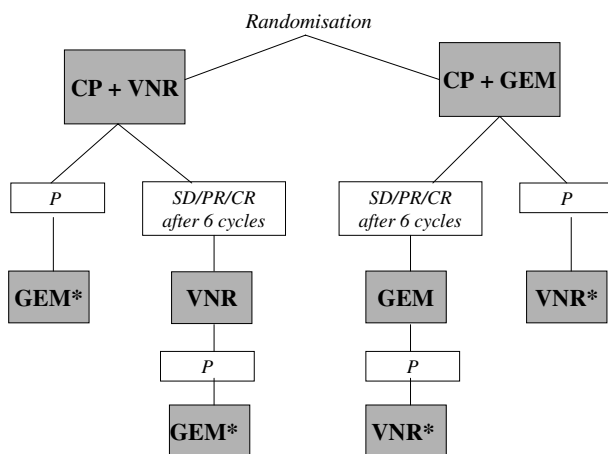 Randomisation
CP + VNR
CP + GEM
P
SD/PR/CR
after 6 cycles
SD/PR/CR
after 6 cycles
P
GEM*
VNR
GEM
VNR*
P
P
GEM*
VNR*